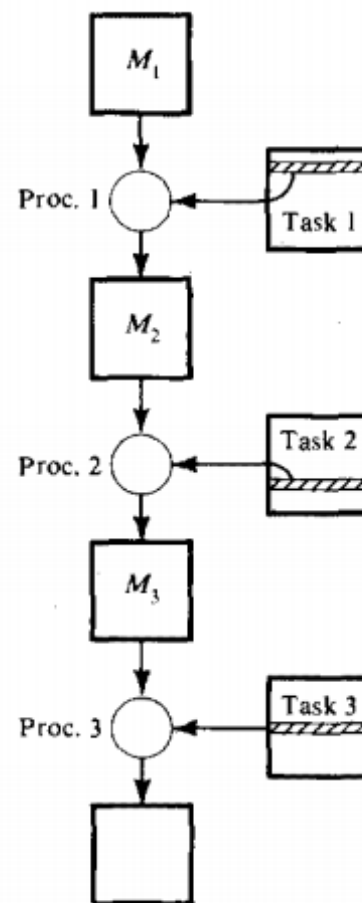 M₁
Proc. 1
Task 1
M₂
Task 2
Proc. 2
M₃
Task 3
Proc. 3